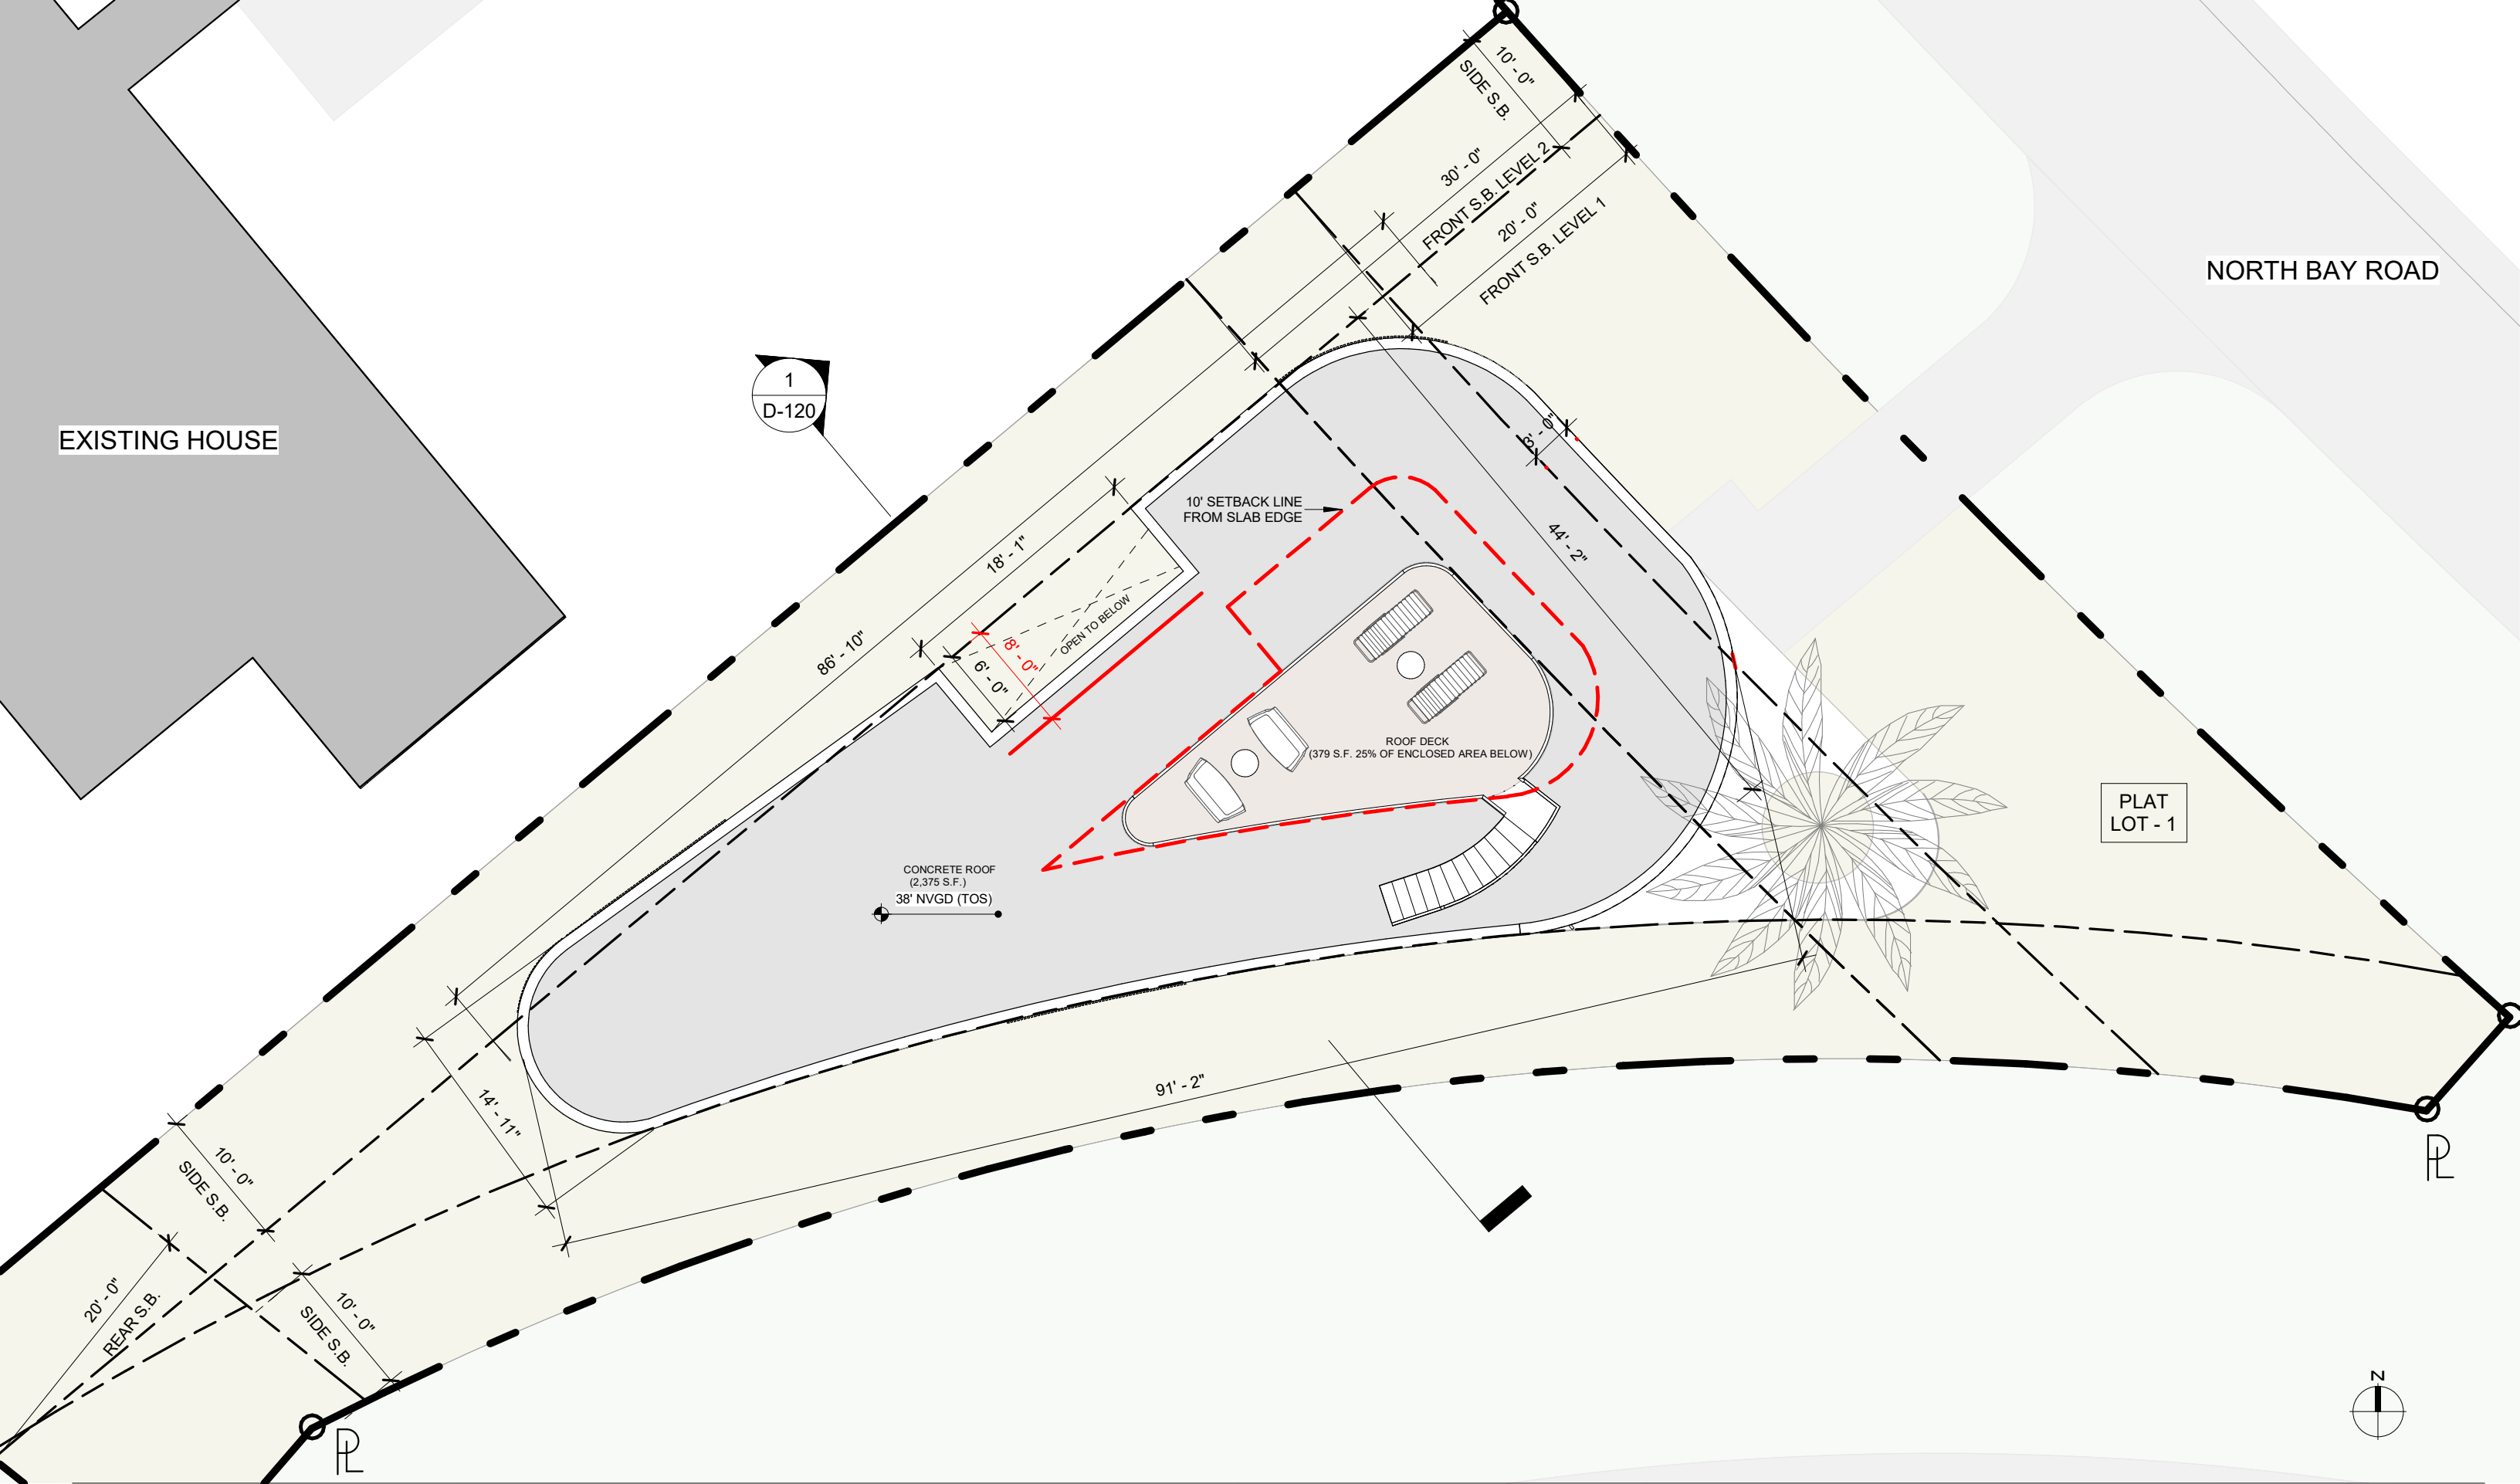 10' - 0"
SIDE S.B.
30' - 0"
FRONT S.B. LEVEL 2
20' - 0"
FRONT S.B. LEVEL 1
NORTH BAY ROAD
1
D-120
EXISTING HOUSE
3' - 0"
10' SETBACK LINE
FROM SLAB EDGE
44' - 2"
18' - 1"
OPEN TO BELOW
86' - 10"
8' - 0"
6' - 0"
ROOF DECK
(379 S.F. 25% OF ENCLOSED AREA BELOW)
PLAT
LOT - 1
CONCRETE ROOF
(2,375 S.F.)
38' NVGD (TOS)
91' - 2"
14' - 11"
10' - 0"
SIDE S.B.
20' - 0"
REAR S.B.
10' - 0"
SIDE S.B.
PL
PL
N